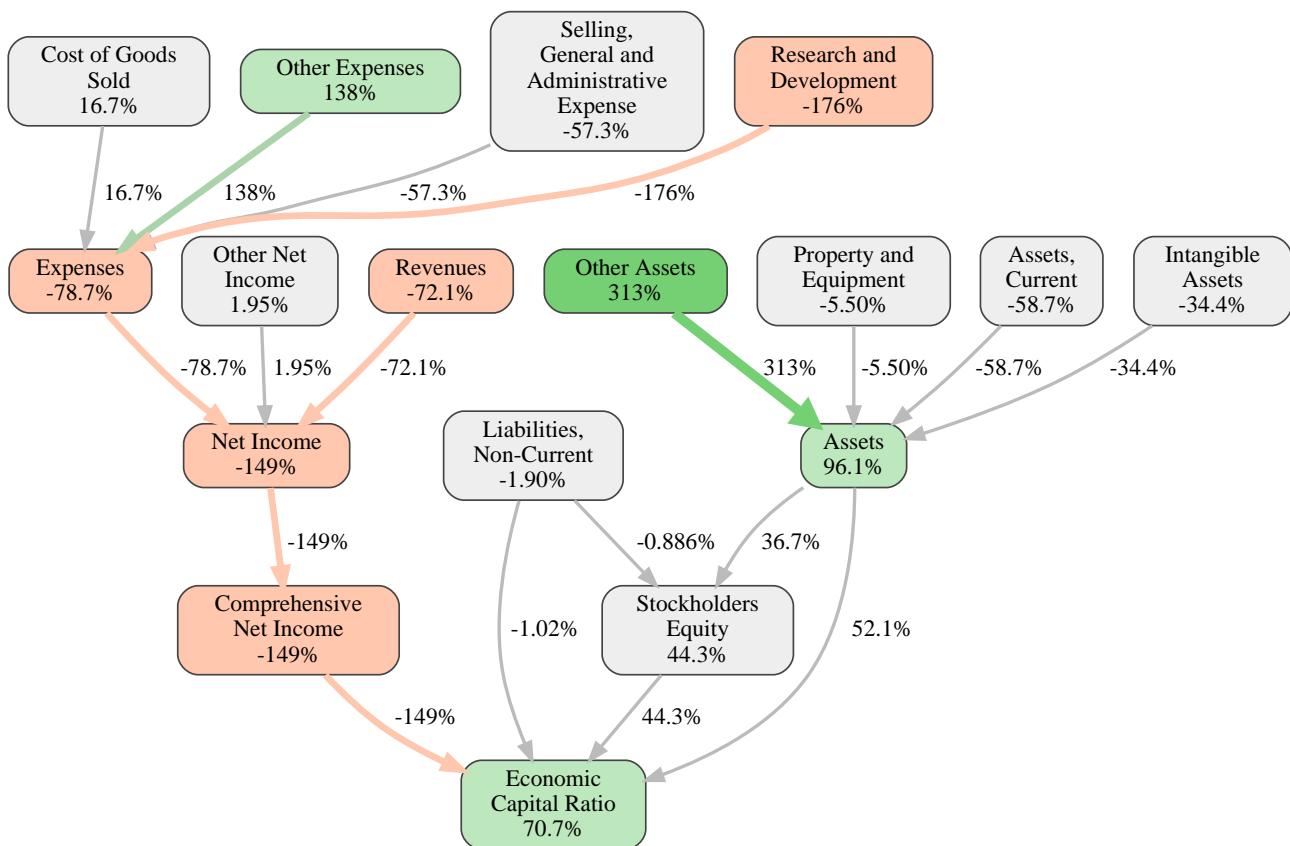 Cost of Goods
Sold
16.7%
Other Expenses
138%
Selling,
General and
Administrative
Expense
-57.3%
Research and
Development
-176%
16.7%
138%
-57.3%
-176%
Expenses
-78.7%
Other Net
Income
1.95%
Revenues
-72.1%
Other Assets
313%
Property and
Equipment
-5.50%
Assets,
Current
-58.7%
Intangible
Assets
-34.4%
-78.7%
1.95%
-72.1%
313%
-5.50%
-58.7%
-34.4%
Net Income
-149%
Liabilities,
Non-Current
-1.90%
Assets
96.1%
-149%
-0.886%
36.7%
Comprehensive
Net Income
-149%
-1.02%
Stockholders
Equity
44.3%
52.1%
-149%
44.3%
Economic
Capital Ratio
70.7%